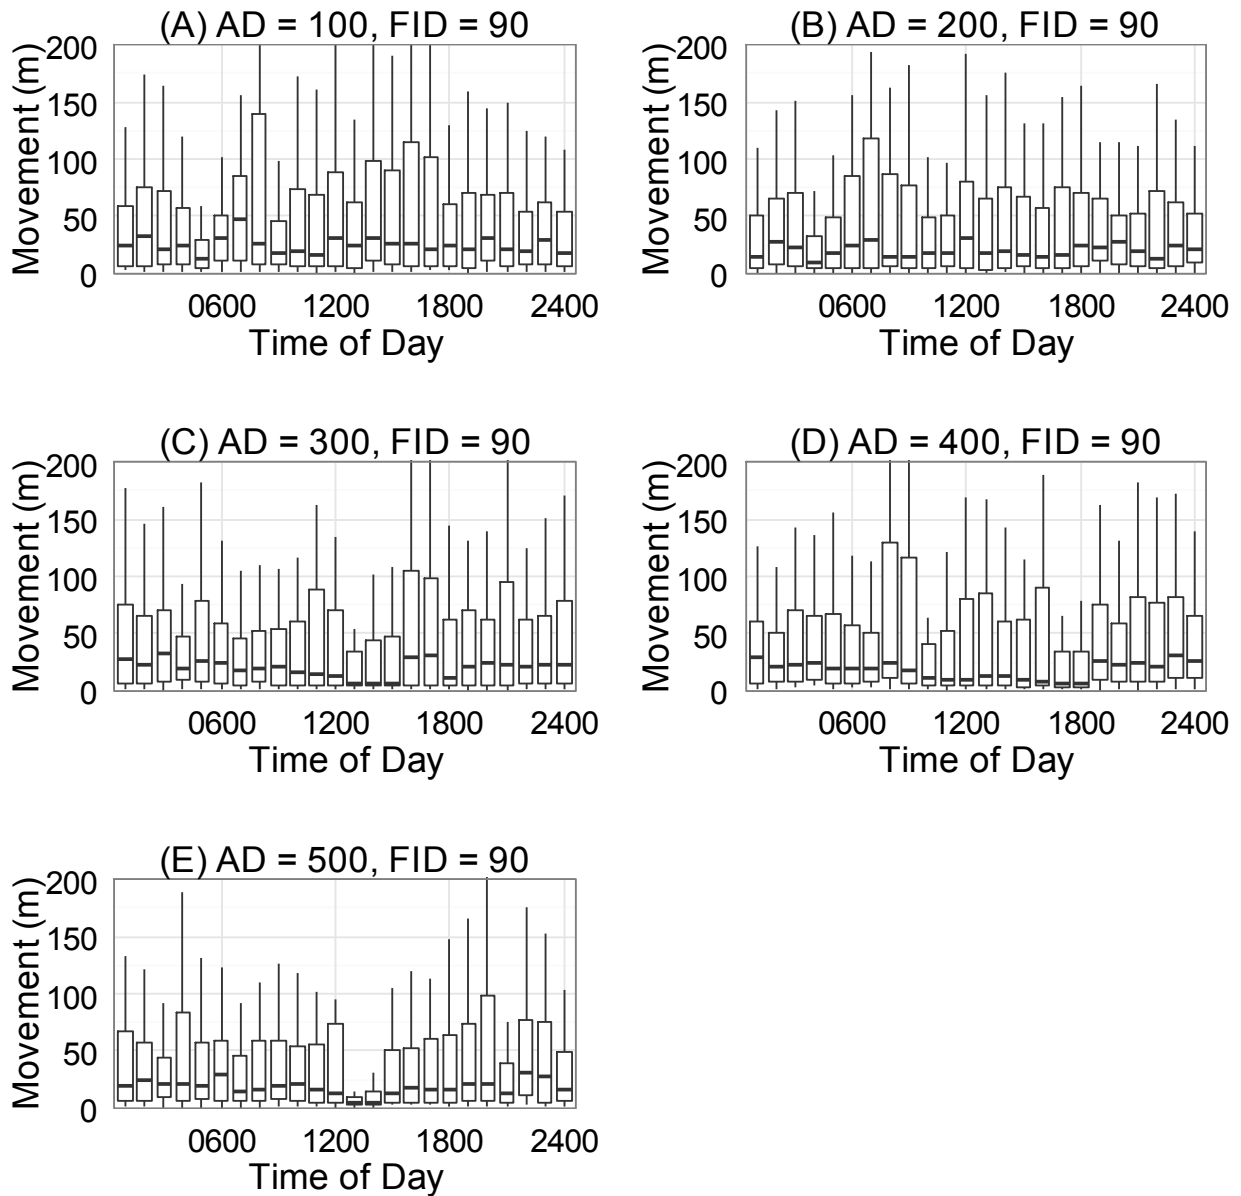 (A) AD = 100, FID = 90
Movement (m)
200
150
100
50
0
0600 1200 1800 2400
Time of Day
(B) AD = 200, FID = 90
Movement (m)
200
150
100
50
0
0600 1200 1800 2400
Time of Day
(C) AD = 300, FID = 90
Movement (m)
200
150
100
50
0
0600 1200 1800 2400
Time of Day
(D) AD = 400, FID = 90
Movement (m)
200
150
100
50
0
0600 1200 1800 2400
Time of Day
(E) AD = 500, FID = 90
Movement (m)
200
150
100
50
0
0600 1200 1800 2400
Time of Day